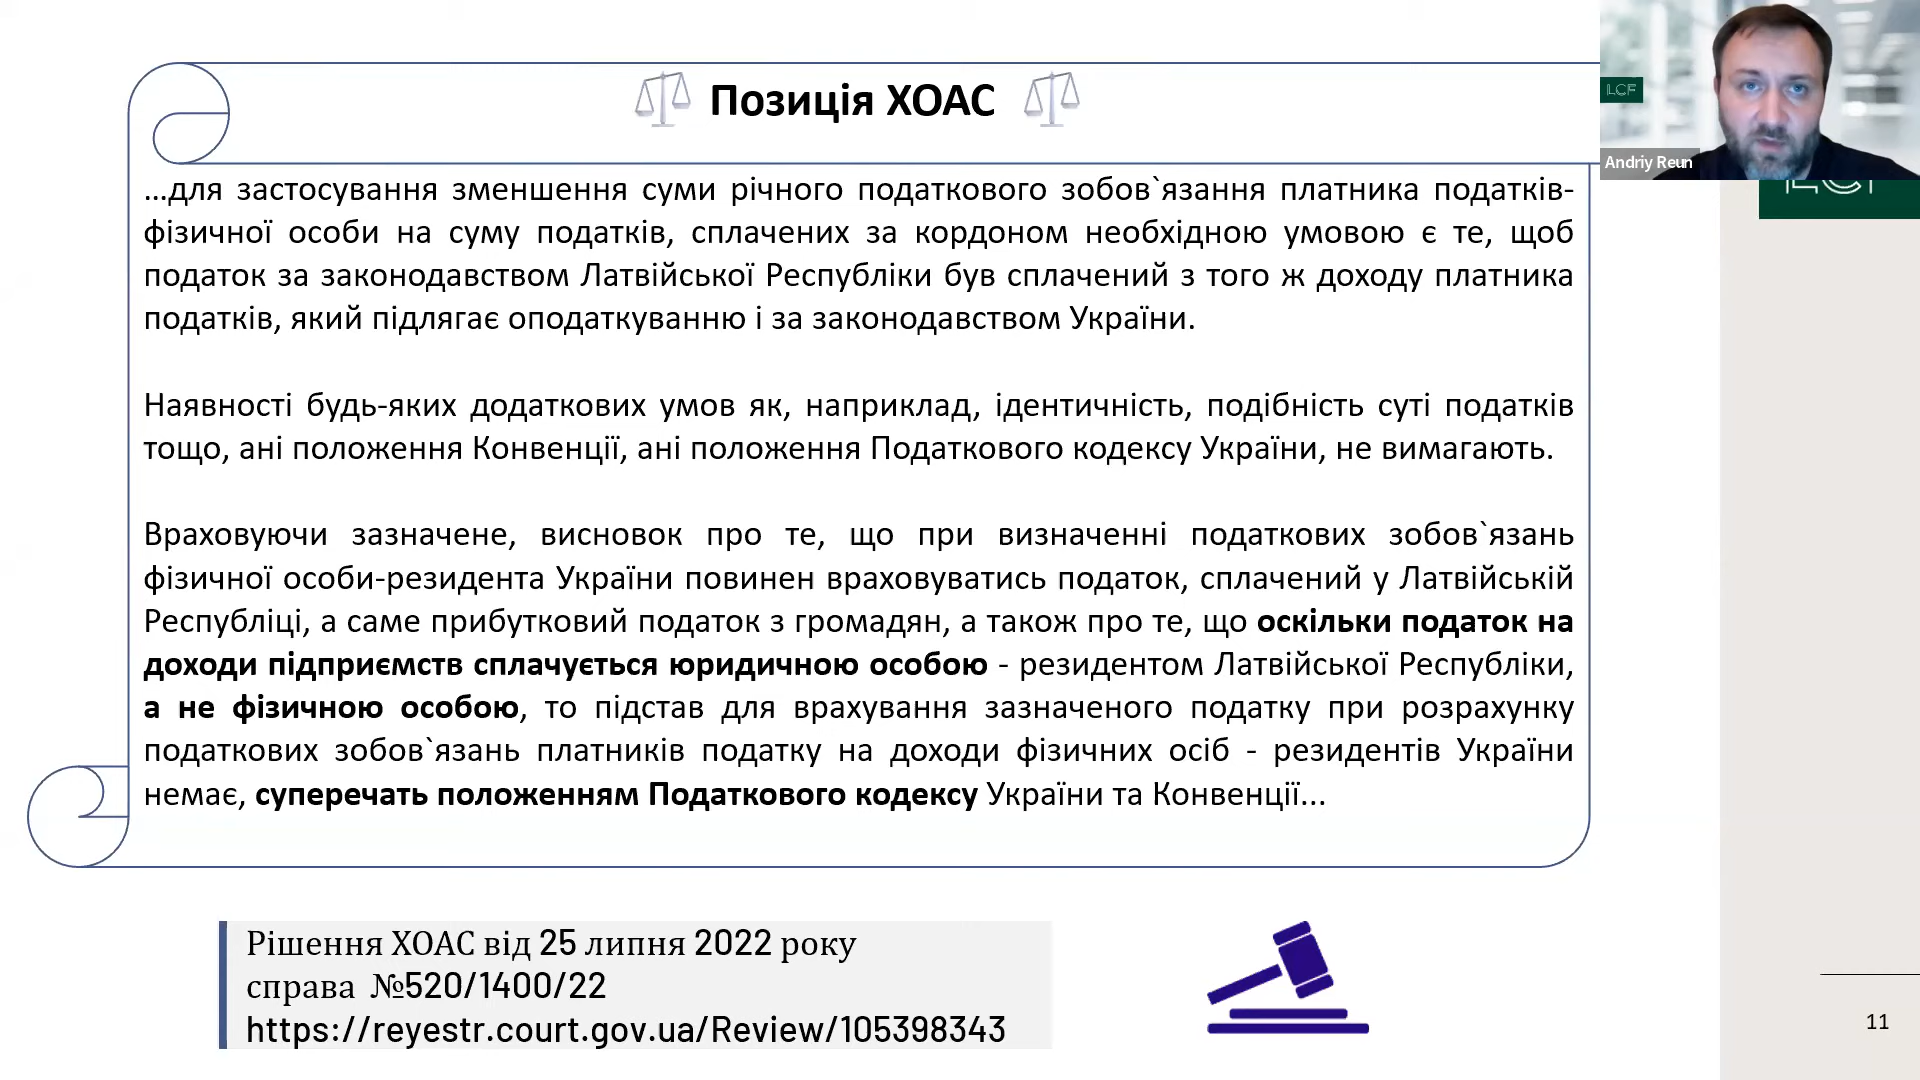 Позиція ХОАС
LCF
Andriy Reun
...для застосування зменшення суми річного податкового зобов`язання платника податків-
фізичної особи на суму податків, сплачених за кордоном необхідною умовою є те, щоб
податок за законодавством Латвійської Республіки був сплачений з того ж доходу платника
податків, який підлягає оподаткуванню і за законодавством України.
Наявності будь-яких додаткових умов як, наприклад, ідентичність, подібність суті податків
тощо, ані положення Конвенції, ані положення Податкового кодексу України, не вимагають.
Враховуючи зазначене, висновок про те, що при визначенні податкових зобов`язань
фізичної особи-резидента України повинен враховуватись податок, сплачений у Латвійській
Республіці, а саме прибутковий податок з громадян, а також про те, що оскільки податок на
доходи підприємств сплачується юридичною особою - резидентом Латвійської Республіки,
а не фізичною особою, то підстав для врахування зазначеного податку при розрахунку
податкових зобов`язань платників податку на доходи фізичних осіб - резидентів України
немає, суперечать положенням Податкового кодексу України та Конвенції...
Рішення ХОАС від 25 липня 2022 року
справа №520/1400/22
https://reyestr.court.gov.ua/Review/105398343
11